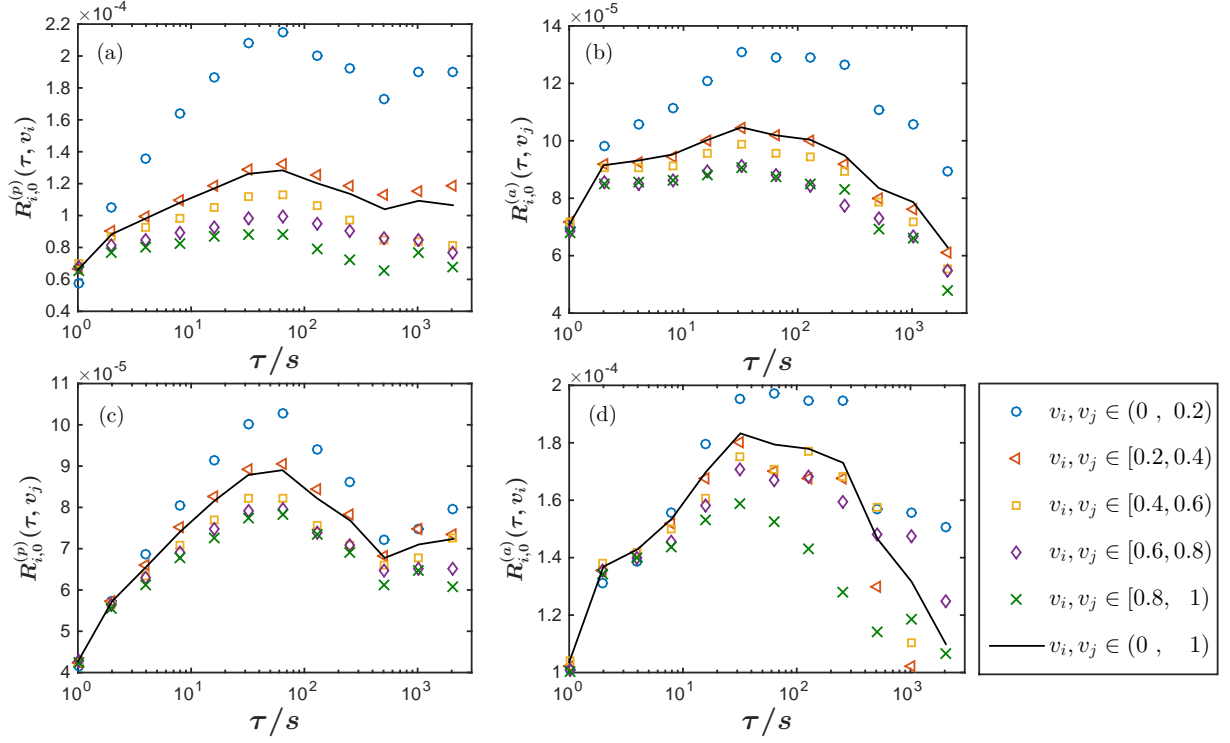 ×10⁻⁴
2.2
2
1.8
1.6
1.4
1.2
1
0.8
0.6
0.4
(a)
R_{i,0}^{(p)}(τ, v_i)
10⁰ 10¹ 10² 10³
τ/s
×10⁻⁵
14
12
10
8
6
4
(b)
R_{i,0}^{(a)}(τ, v_j)
10⁰ 10¹ 10² 10³
τ/s
×10⁻⁵
11
10
9
8
7
6
5
4
(c)
R_{i,0}^{(p)}(τ, v_j)
10⁰ 10¹ 10² 10³
τ/s
×10⁻⁴
2
1.8
1.6
1.4
1.2
1
(d)
R_{i,0}^{(a)}(τ, v_i)
10⁰ 10¹ 10² 10³
τ/s
v_i, v_j ∈ (0 , 0.2)
v_i, v_j ∈ [0.2, 0.4)
v_i, v_j ∈ [0.4, 0.6)
v_i, v_j ∈ [0.6, 0.8)
v_i, v_j ∈ [0.8, 1)
v_i, v_j ∈ (0 , 1)